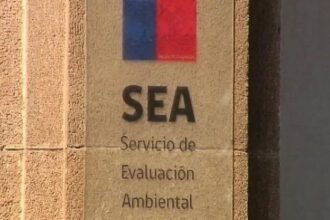 SEA
Servicio de
Evaluación
Ambiental